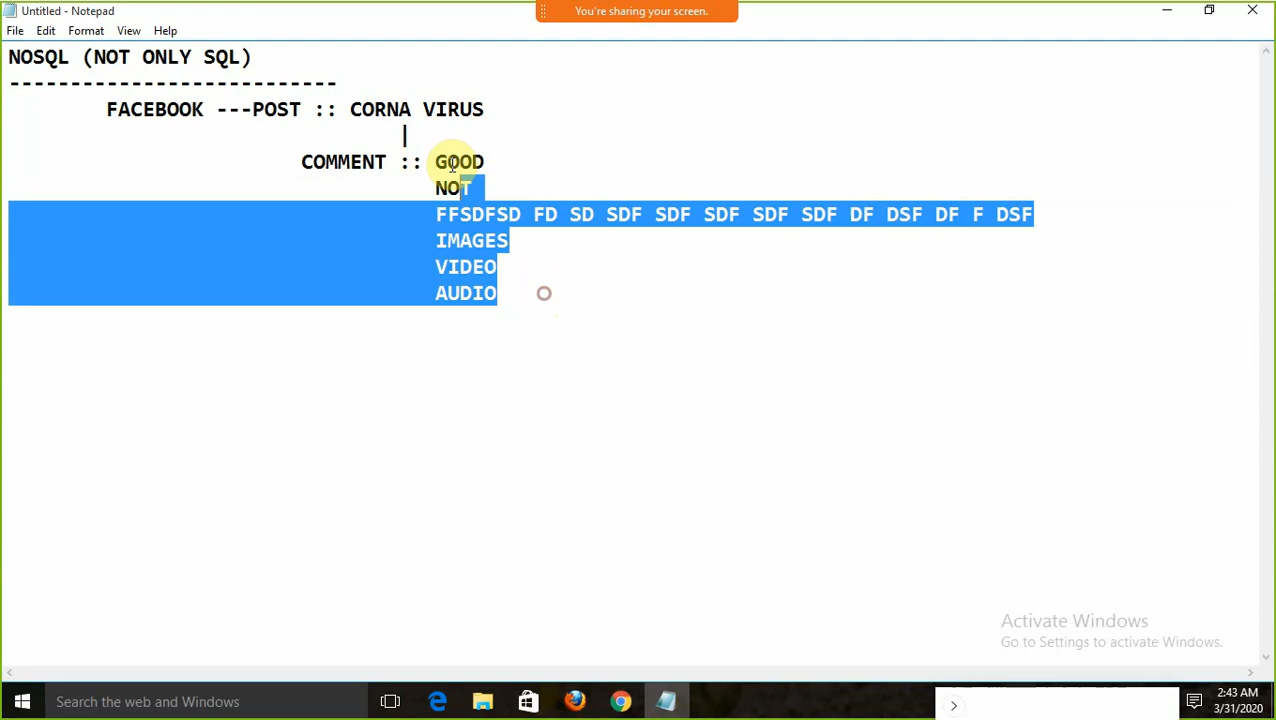 Untitled - Notepad
You're sharing your screen.
File Edit Format View Help
NOSQL (NOT ONLY SQL)
---------------------------
FACEBOOK ---POST :: CORNA VIRUS
|
COMMENT :: GOOD
NOT
FFSDFSD FD SD SDF SDF SDF SDF SDF DF DSF DF F DSF
IMAGES
VIDEO
AUDIO
Activate Windows
Go to Settings to activate Windows.
Search the web and Windows
2:43 AM
3/31/2020